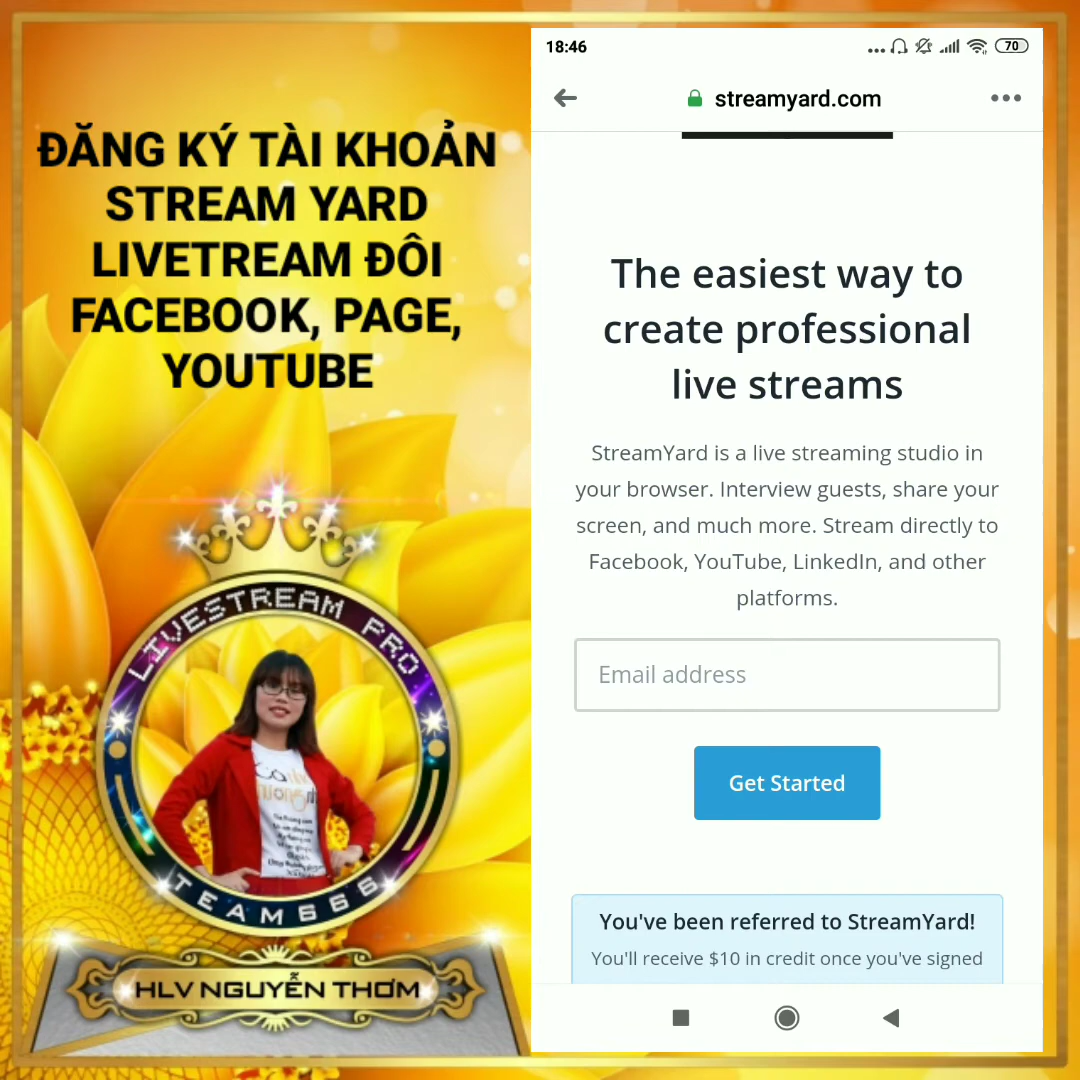 ĐĂNG KÝ TÀI KHOẢN
STREAM YARD
LIVETREAM ĐÔI
FACEBOOK, PAGE,
YOUTUBE
LIVESTREAM PRO
TEAM666
HLV NGUYỄN THƠM
18:46
70
streamyard.com
The easiest way to
create professional
live streams
StreamYard is a live streaming studio in
your browser. Interview guests, share your
screen, and much more. Stream directly to
Facebook, YouTube, LinkedIn, and other
platforms.
Email address
Get Started
You've been referred to StreamYard!
You'll receive $10 in credit once you've signed